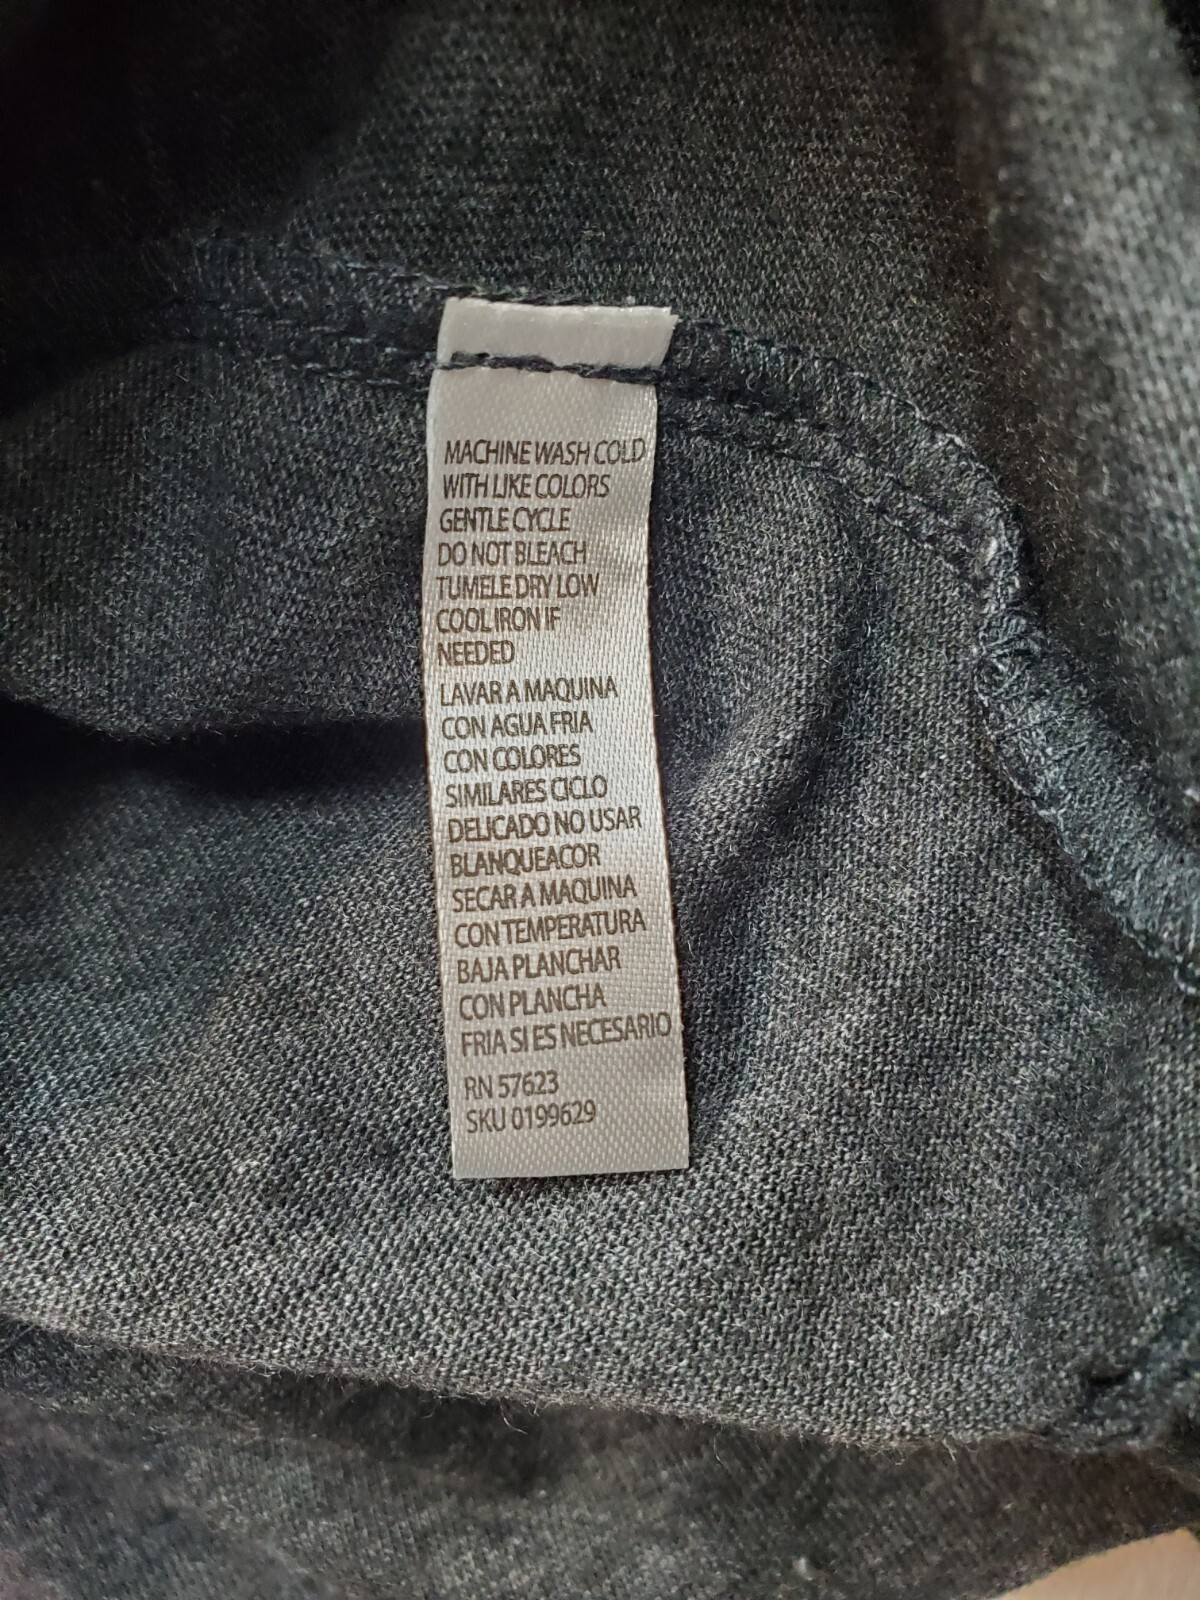 MACHINE WASH COLD
WITH LIKE COLORS
GENTLE CYCLE
DO NOT BLEACH
TUMELE DRY LOW
COOL IRON IF
NEEDED
LAVAR A MAQUINA
CON AGUA FRIA
CON COLORES
SIMILARES CICLO
DELICADO NO USAR
BLANQUEACOR
SECAR A MAQUINA
CON TEMPERATURA
BAJA PLANCHAR
CON PLANCHA
FRIA SI ES NECESARIO
RN 57623
SKU 0199629